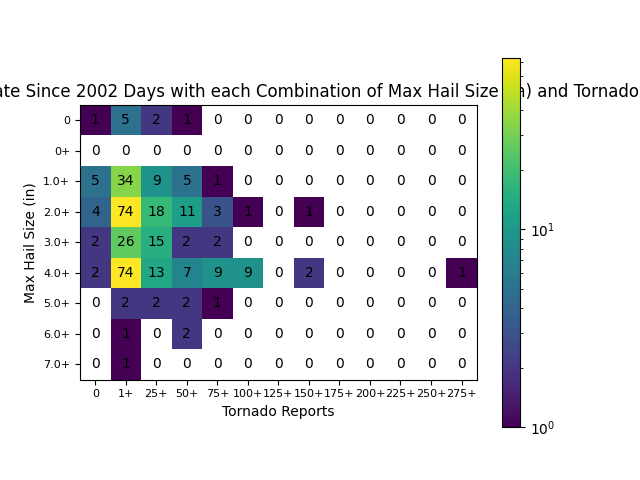 ate Since 2002 Days with each Combination of Max Hail Size a) and Tornado
0 1 5 2 1 0 0 0 0 0 0 0 0 0
0+ 0 0 0 0 0 0 0 0 0 0 0 0 0
1.0+ 5 34 9 5 1 0 0 0 0 0 0 0 0
2.0+ 4 74 18 11 3 1 0 1 0 0 0 0 0
3.0+ 2 26 15 2 2 0 0 0 0 0 0 0 0
4.0+ 2 74 13 7 9 9 0 2 0 0 0 0 1
5.0+ 0 2 2 2 1 0 0 0 0 0 0 0 0
6.0+ 0 1 0 2 0 0 0 0 0 0 0 0 0
7.0+ 0 1 0 0 0 0 0 0 0 0 0 0 0
0 1+ 25+ 50+ 75+ 100+ 125+ 150+ 175+ 200+ 225+ 250+ 275+
Tornado Reports
Max Hail Size (in)
10¹
10⁰